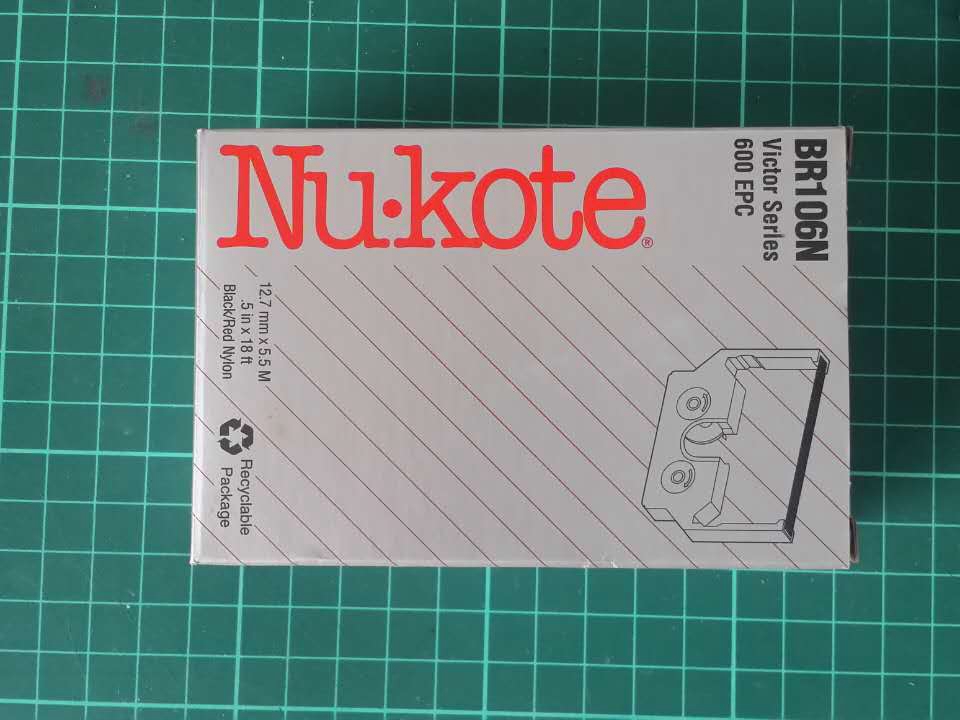 Nu·kote®
BR106N
Victor Series
600 EPC
12.7 mm x 5.5 M
.5 in x 18 ft
Black/Red Nylon
Recyclable
Package